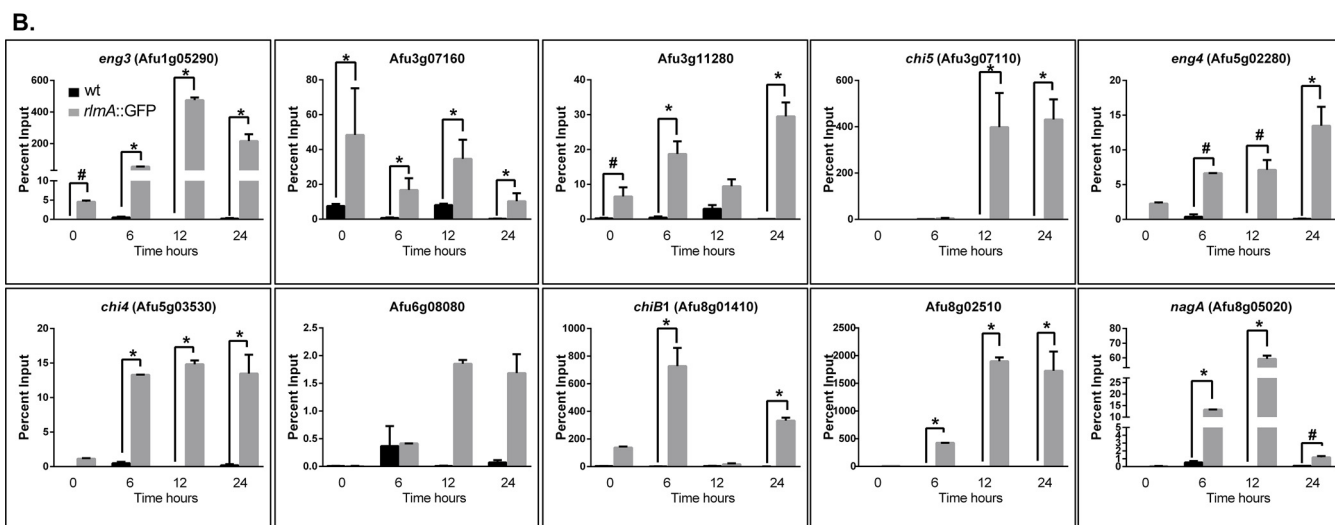 B.
eng3 (Afu1g05290)
wt
rlmA::GFP
Percent Input
600
400
200
10
5
0
#
*
*
*
0 6 12 24
Time hours
Afu3g07160
Percent Input
80
60
40
20
0
*
*
*
*
0 6 12 24
Time hours
Afu3g11280
Percent Input
40
30
20
10
0
#
*
*
0 6 12 24
Time hours
chi5 (Afu3g07110)
Percent Input
600
400
200
0
*
*
0 6 12 24
Time hours
eng4 (Afu5g02280)
Percent Input
20
15
10
5
0
#
#
*
0 6 12 24
Time hours
chi4 (Afu5g03530)
Percent Input
20
15
10
5
0
*
*
*
0 6 12 24
Time hours
Afu6g08080
Percent Input
2.5
2.0
1.5
1.0
0.5
0.0
0 6 12 24
Time hours
chiB1 (Afu8g01410)
Percent Input
1000
800
600
400
200
0
*
*
0 6 12 24
Time hours
Afu8g02510
Percent Input
2500
2000
1500
1000
500
0
*
*
*
0 6 12 24
Time hours
nagA (Afu8g05020)
Percent Input
80
70
60
50
25
20
15
10
4
3
2
1
0
*
*
#
0 6 12 24
Time hours